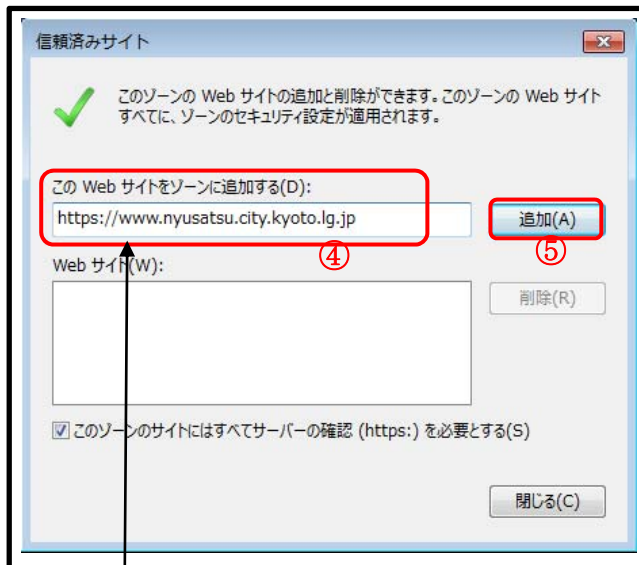 信頼済みサイト
このゾーンの Web サイトの追加と削除ができます。このゾーンの Web サイト
すべてに、ゾーンのセキュリティ設定が適用されます。
この Web サイトをゾーンに追加する(D):
https://www.nyusatsu.city.kyoto.lg.jp
追加(A)
④
⑤
Web サイト(W):
削除(R)
このゾーンのサイトにはすべてサーバーの確認 (https:) を必要とする(S)
閉じる(C)